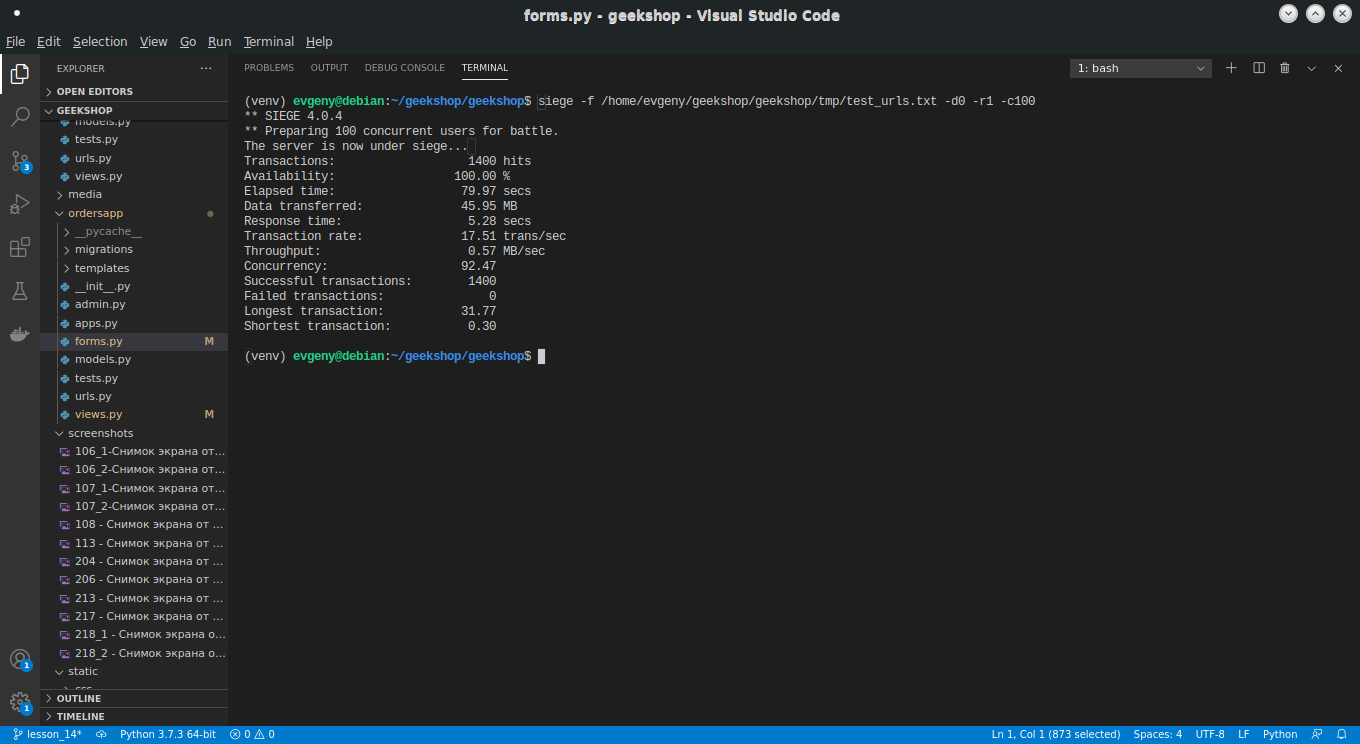 forms.py - geekshop - Visual Studio Code
File Edit Selection View Go Run Terminal Help
EXPLORER ...
OPEN EDITORS
GEEKSHOP
models.py
tests.py
urls.py
views.py
media
ordersapp
__pycache__
migrations
templates
__init__.py
admin.py
apps.py
forms.py M
models.py
tests.py
urls.py
views.py M
screenshots
106_1-Снимок экрана от...
106_2-Снимок экрана от...
107_1-Снимок экрана от...
107_2-Снимок экрана от...
108 - Снимок экрана от ...
113 - Снимок экрана от ...
204 - Снимок экрана от ...
206 - Снимок экрана от ...
213 - Снимок экрана от ...
217 - Снимок экрана от ...
218_1 - Снимок экрана о...
218_2 - Снимок экрана о...
static
css
OUTLINE
TIMELINE
3
1
1
PROBLEMS OUTPUT DEBUG CONSOLE TERMINAL
1: bash
(venv) evgeny@debian:~/geekshop/geekshop$ siege -f /home/evgeny/geekshop/geekshop/tmp/test_urls.txt -d0 -r1 -c100
** SIEGE 4.0.4
** Preparing 100 concurrent users for battle.
The server is now under siege...
Transactions: 1400 hits
Availability: 100.00 %
Elapsed time: 79.97 secs
Data transferred: 45.95 MB
Response time: 5.28 secs
Transaction rate: 17.51 trans/sec
Throughput: 0.57 MB/sec
Concurrency: 92.47
Successful transactions: 1400
Failed transactions: 0
Longest transaction: 31.77
Shortest transaction: 0.30
(venv) evgeny@debian:~/geekshop/geekshop$
lesson_14* Python 3.7.3 64-bit 0 0 Ln 1, Col 1 (873 selected) Spaces: 4 UTF-8 LF Python